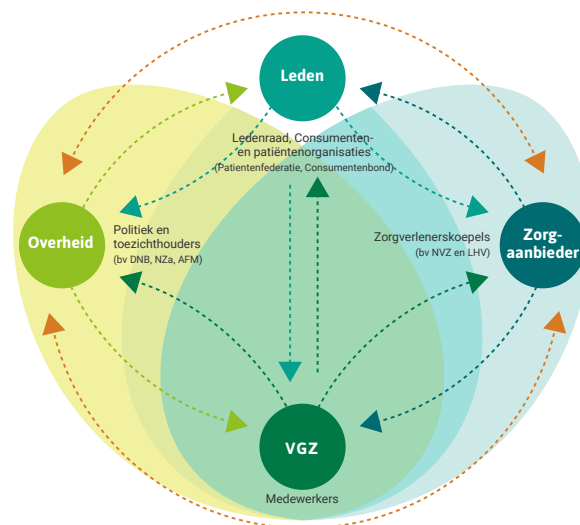 Leden
Ledenraad, Consumenten-
en patiëntenorganisaties
(Patientenfederatie, Consumentenbond)
Overheid
Politiek en
toezichthouders
(bv DNB, NZa, AFM)
Zorgverlenerskoepels
(bv NVZ en LHV)
Zorg-
aanbieder
VGZ
Medewerkers